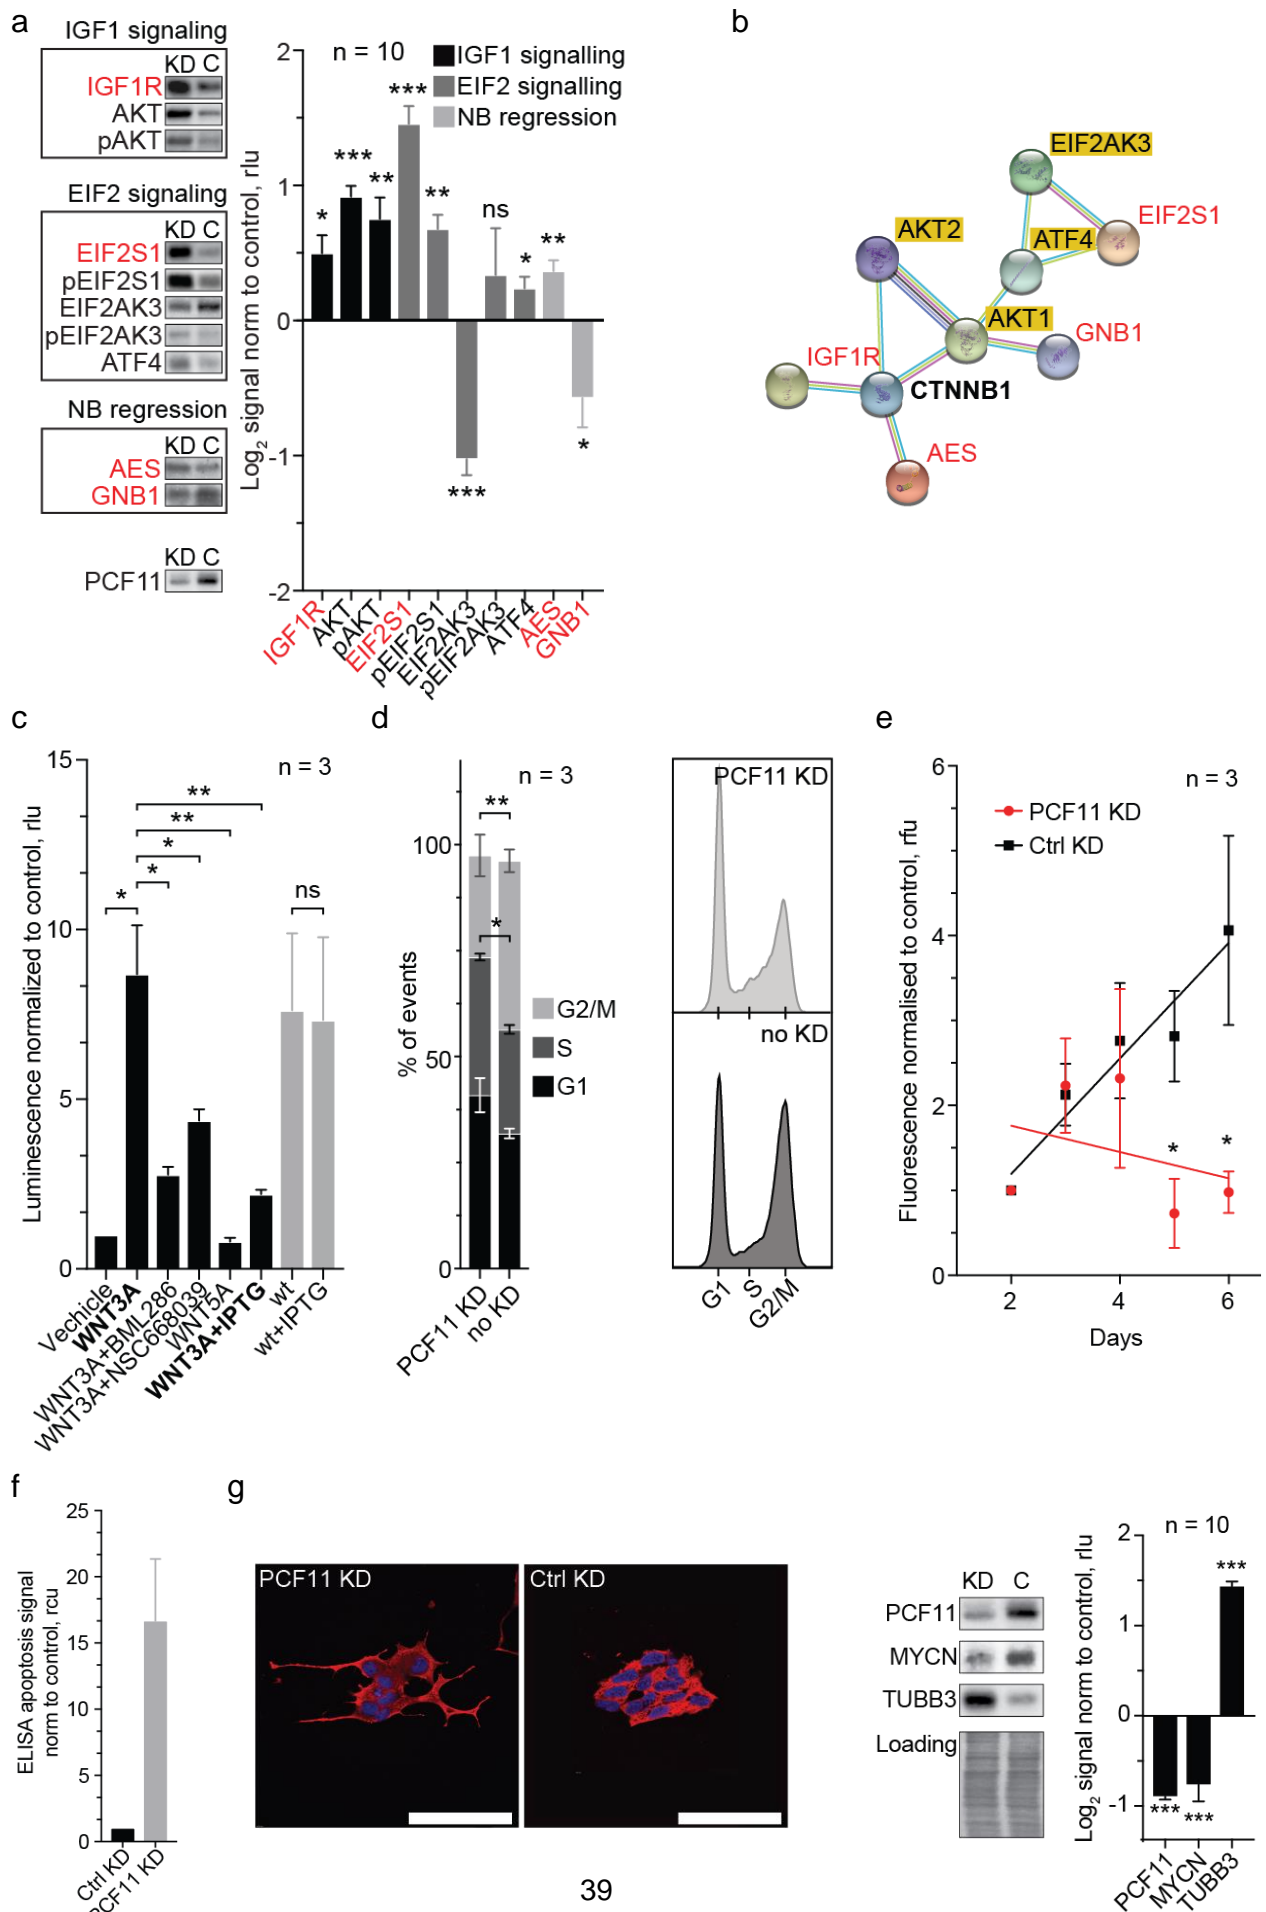 a
IGF1 signaling
KD C
IGF1R
AKT
pAKT
EIF2 signaling
KD C
EIF2S1
pEIF2S1
EIF2AK3
pEIF2AK3
ATF4
NB regression
KD C
AES
GNB1
KD C
PCF11
Log2 signal norm to control, rlu
2
1
0
-1
-2
n = 10
IGF1 signalling
EIF2 signalling
NB regression
*
***
**
***
**
***
ns
*
**
*
IGF1R
AKT
pAKT
EIF2S1
pEIF2S1
EIF2AK3
pEIF2AK3
ATF4
AES
GNB1
b
EIF2AK3
EIF2S1
AKT2
ATF4
AKT1
GNB1
IGF1R
CTNNB1
AES
c
Luminescence normalized to control, rlu
15
10
5
0
n = 3
**
**
*
*
*
ns
Vechicle
WNT3A
WNT3A+BML286
WNT3A+NSC668039
WNT5A
WNT3A+IPTG
wt
wt+IPTG
d
% of events
100
50
0
n = 3
**
*
G2/M
S
G1
PCF11 KD
no KD
PCF11 KD
no KD
G1
S
G2/M
e
Fluorescence normalised to control, rfu
6
4
2
0
n = 3
PCF11 KD
Ctrl KD
*
*
2
4
6
Days
f
ELISA apoptosis signal
norm to control, rcu
25
20
15
10
5
0
Ctrl KD
PCF11 KD
g
PCF11 KD
Ctrl KD
KD C
PCF11
MYCN
TUBB3
Loading
Log2 signal norm to control, rlu
2
1
0
-1
n = 10
***
***
***
PCF11
MYCN
TUBB3
39